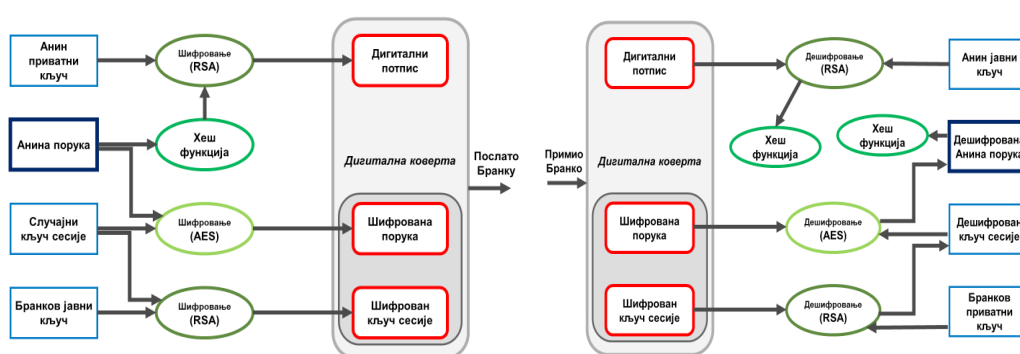 Анин
приватни
кључ
Шифровање
(RSA)
Дигитални
потпис
Анина порука
Хеш
функција
Дигитална коверта
Послато
Бранку
Случајни
кључ сесије
Шифровање
(AES)
Шифрована
порука
Бранков јавни
кључ
Шифровање
(RSA)
Шифрован
кључ сесије
Примио
Бранко
Дигитални
потпис
Дешифровање
(RSA)
Анин јавни
кључ
Дигитална коверта
Хеш
функција
Хеш
функција
Дешифрована
Анина порука
Шифрована
порука
Дешифровање
(AES)
Дешифрован
кључ сесије
Шифрован
кључ сесије
Дешифровање
(RSA)
Бранков
приватни
кључ